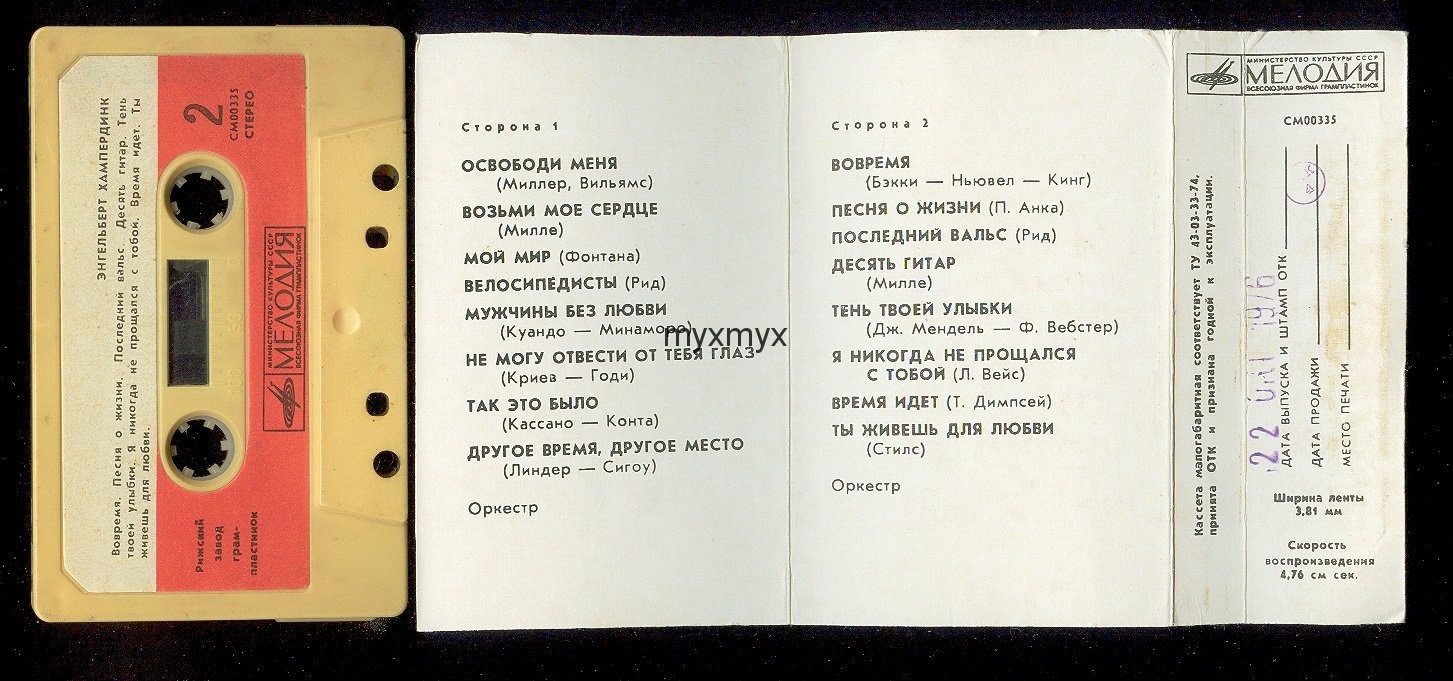 ЭНГЕЛЬБЕРТ ХАМПЕРДИНК
Вовремя. Песня о жизни. Последний вальс. Десять гитар. Тень
твоей улыбки. Я никогда не прощался с тобой. Время идет. Ты
живешь для любви.
2
СМ00335
СТЕРЕО
МИНИСТЕРСТВО КУЛЬТУРЫ СССР
МЕЛОДИЯ
ВСЕСОЮЗНАЯ ФИРМА ГРАМПЛАСТИНОК
Рижский
завод
грам-
пластинок
Сторона 1
ОСВОБОДИ МЕНЯ
(Миллер, Вильямс)
ВОЗЬМИ МОЕ СЕРДЦЕ
(Милле)
МОЙ МИР (Фонтана)
ВЕЛОСИПЕДИСТЫ (Рид)
МУЖЧИНЫ БЕЗ ЛЮБВИ
(Куандо — Минаморо)
myxmyx
НЕ МОГУ ОТВЕСТИ ОТ ТЕБЯ ГЛАЗ
(Криев — Годи)
ТАК ЭТО БЫЛО
(Кассано — Конта)
ДРУГОЕ ВРЕМЯ, ДРУГОЕ МЕСТО
(Линдер — Сигоу)
Оркестр
Сторона 2
ВОВРЕМЯ
(Бэкки — Ньювел — Кинг)
ПЕСНЯ О ЖИЗНИ (П. Анка)
ПОСЛЕДНИЙ ВАЛЬС (Рид)
ДЕСЯТЬ ГИТАР
(Милле)
ТЕНЬ ТВОЕЙ УЛЫБКИ
(Дж. Мендель — Ф. Вебстер)
Я НИКОГДА НЕ ПРОЩАЛСЯ
С ТОБОЙ (Л. Вейс)
ВРЕМЯ ИДЕТ (Т. Димпсей)
ТЫ ЖИВЕШЬ ДЛЯ ЛЮБВИ
(Стилс)
Оркестр
Кассета малогабаритная соответствует ТУ 43-03-33-74,
принята ОТК и признана годной к эксплуатации.
МИНИСТЕРСТВО КУЛЬТУРЫ СССР
МЕЛОДИЯ
ВСЕСОЮЗНАЯ ФИРМА ГРАМПЛАСТИНОК
СМ00335
22 1976
ДАТА ВЫПУСКА И ШТАМП ОТК
ДАТА ПРОДАЖИ
МЕСТО ПЕЧАТИ
Ширина ленты
3,81 мм
Скорость
воспроизведения
4,76 см сек.